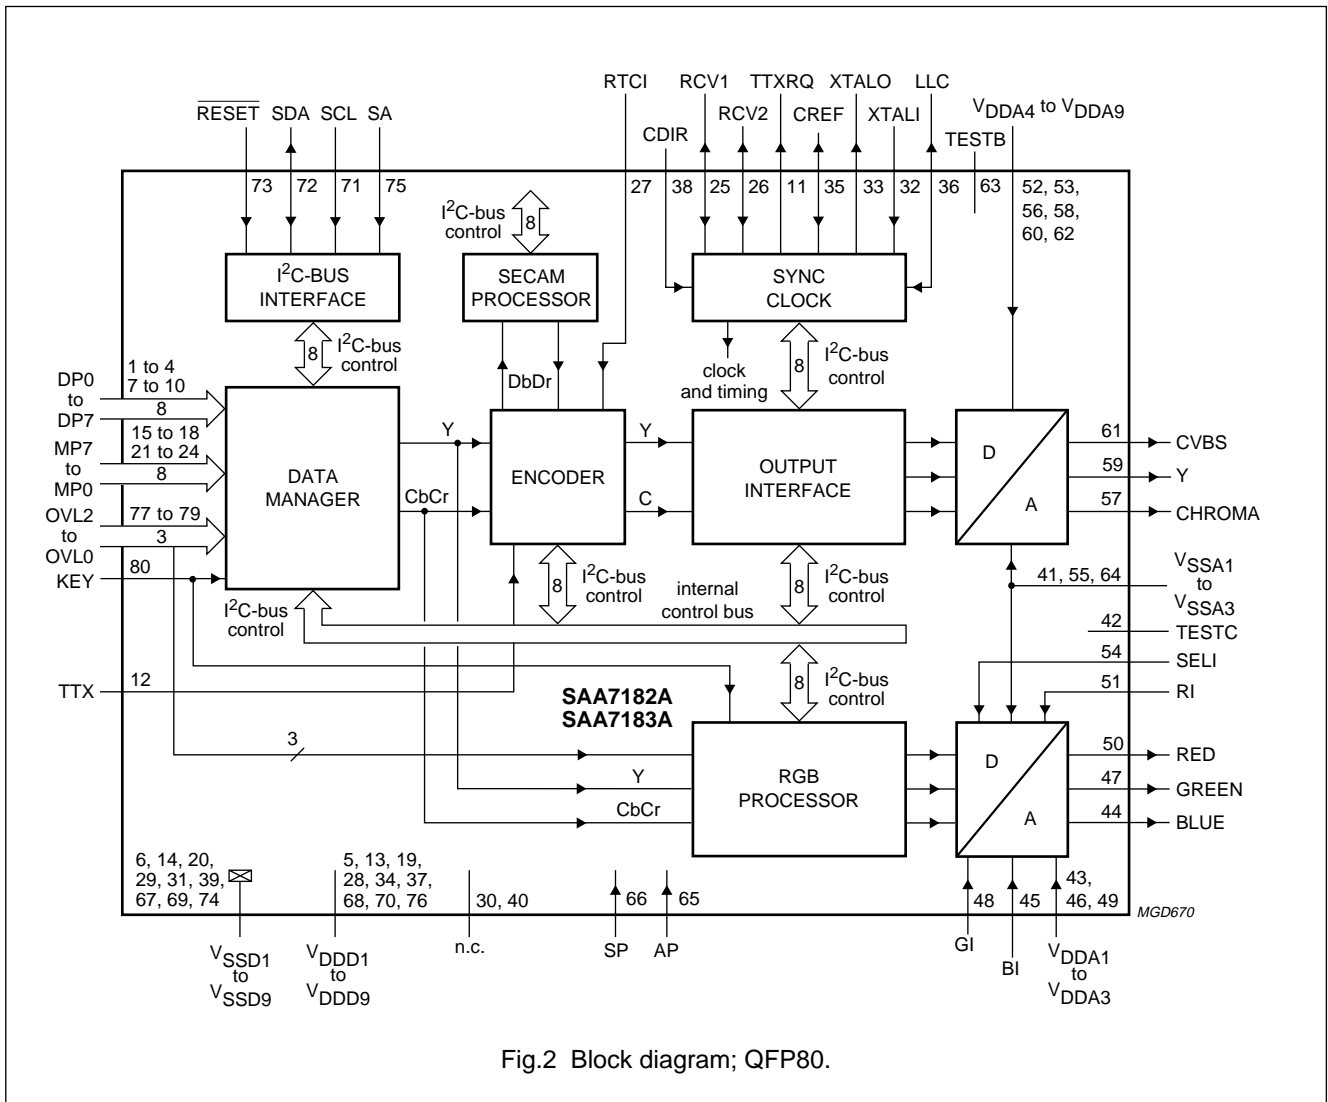 RTCI RCV1 TTXRQ XTALO LLC
RESET SDA SCL SA CDIR RCV2 CREF XTALI TESTB VDDA4 to VDDA9
73 72 71 75 27 38 25 26 11 35 33 32 36 63 52, 53,
56, 58,
60, 62
I2C-bus
control
8
I2C-BUS
INTERFACE
SECAM
PROCESSOR
SYNC
CLOCK
8
I2C-bus
control
DbDr
clock
and timing
8
I2C-bus
control
DP0
to
DP7
1 to 4
7 to 10
8
MP7
to
MP0
15 to 18
21 to 24
8
OVL2
to
OVL0
77 to 79
3
KEY
80
DATA
MANAGER
Y
CbCr
ENCODER
Y
C
OUTPUT
INTERFACE
D
A
61 CVBS
59 Y
57 CHROMA
41, 55, 64
VSSA1
to
VSSA3
I2C-bus
control
8
I2C-bus
control
internal
control bus
8
I2C-bus
control
42 TESTC
54 SELI
51 RI
TTX 12
SAA7182A
SAA7183A
8
I2C-bus
control
3
Y
CbCr
RGB
PROCESSOR
D
A
50 RED
47 GREEN
44 BLUE
6, 14, 20,
29, 31, 39,
67, 69, 74
VSSD1
to
VSSD9
5, 13, 19,
28, 34, 37,
68, 70, 76
VDDD1
to
VDDD9
30, 40
n.c.
66
SP
65
AP
48
GI
45
BI
43,
46, 49
VDDA1
to
VDDA3
MGD670
Fig.2 Block diagram; QFP80.